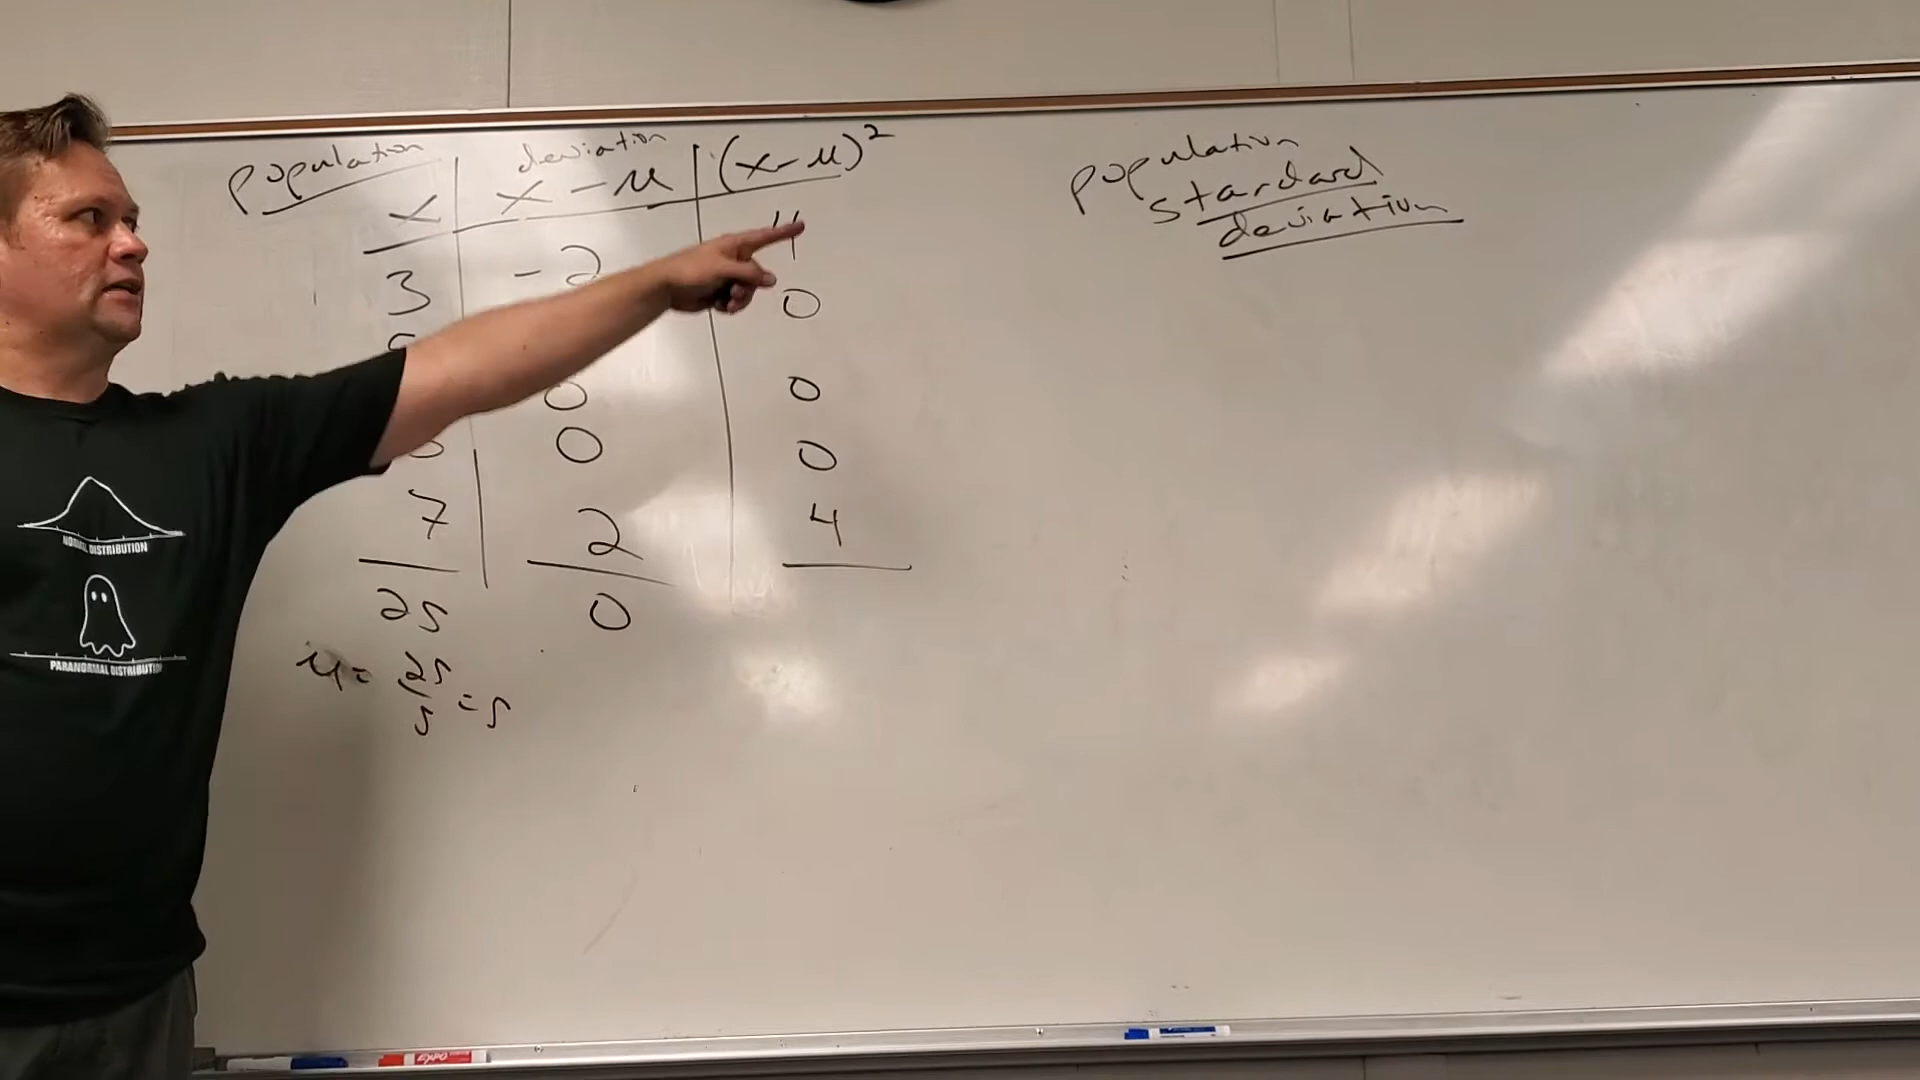 population deviation
x x - μ (x - μ)²
3 -2 4
0
0 0
0 0
7 2 4
25 0
μ = 25/5 = 5
population
standard
deviation
NORMAL DISTRIBUTION
PARANORMAL DISTRIBUTION
EXPO